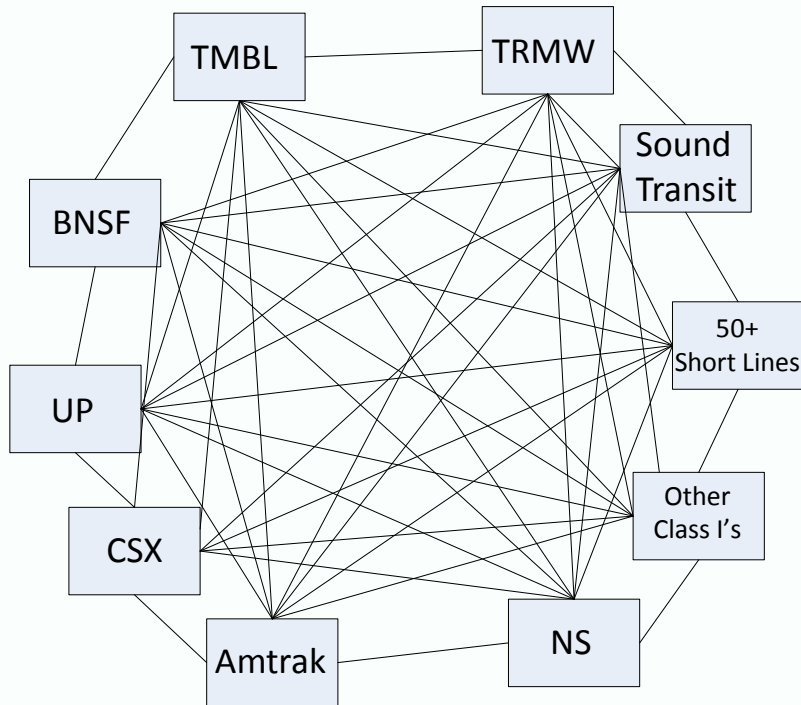 TMBL
TRMW
Sound
Transit
BNSF
50+
Short Lines
UP
Other
Class I's
CSX
NS
Amtrak